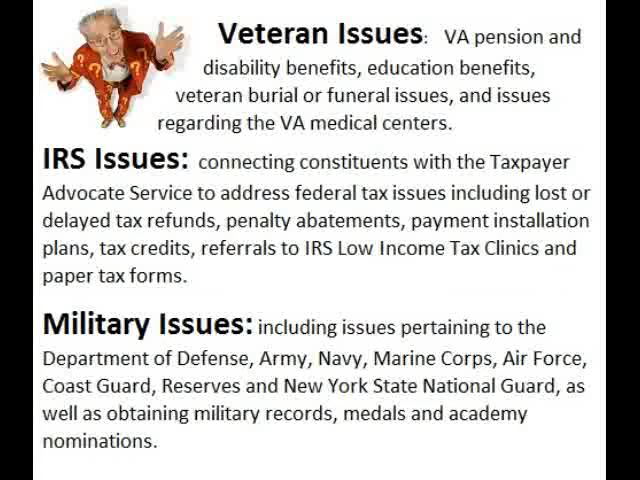 Veteran Issues: VA pension and
disability benefits, education benefits,
veteran burial or funeral issues, and issues
regarding the VA medical centers.
IRS Issues: connecting constituents with the Taxpayer
Advocate Service to address federal tax issues including lost or
delayed tax refunds, penalty abatements, payment installation
plans, tax credits, referrals to IRS Low Income Tax Clinics and
paper tax forms.
Military Issues: including issues pertaining to the
Department of Defense, Army, Navy, Marine Corps, Air Force,
Coast Guard, Reserves and New York State National Guard, as
well as obtaining military records, medals and academy
nominations.